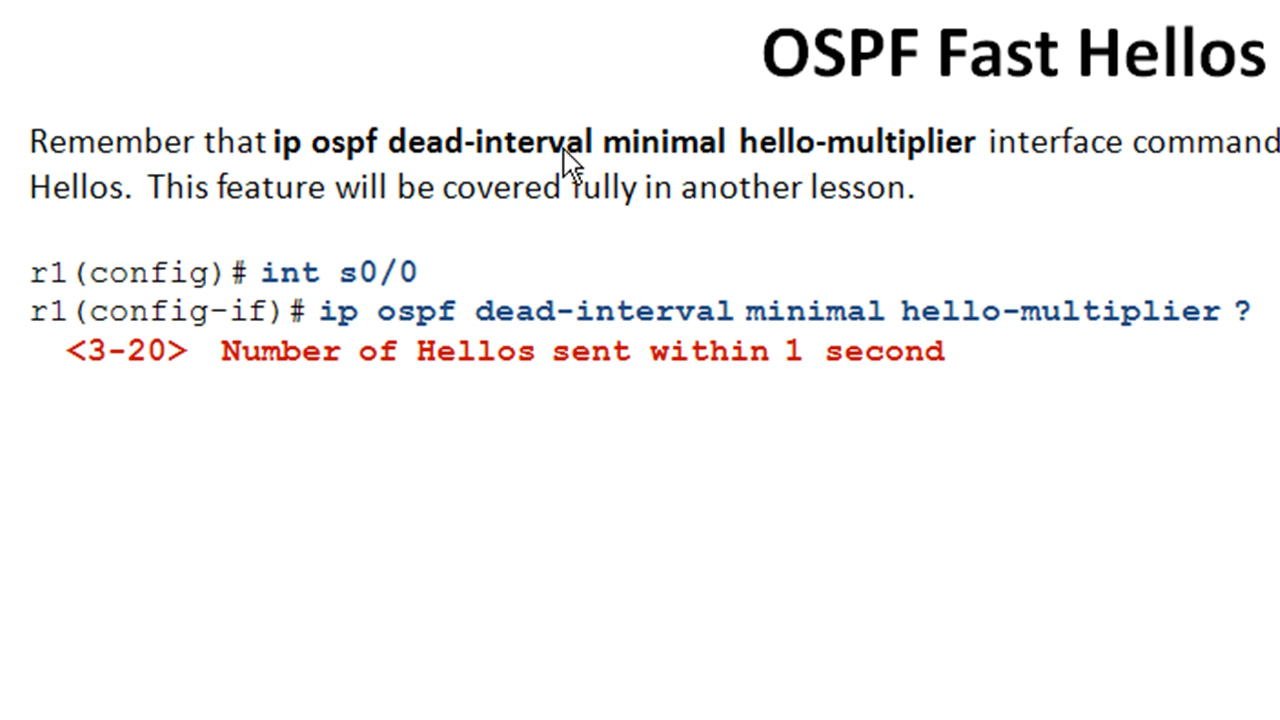 OSPF Fast Hellos
Remember that ip ospf dead-interval minimal hello-multiplier interface command
Hellos. This feature will be covered fully in another lesson.
r1(config)# int s0/0
r1(config-if)# ip ospf dead-interval minimal hello-multiplier ?
<3-20> Number of Hellos sent within 1 second